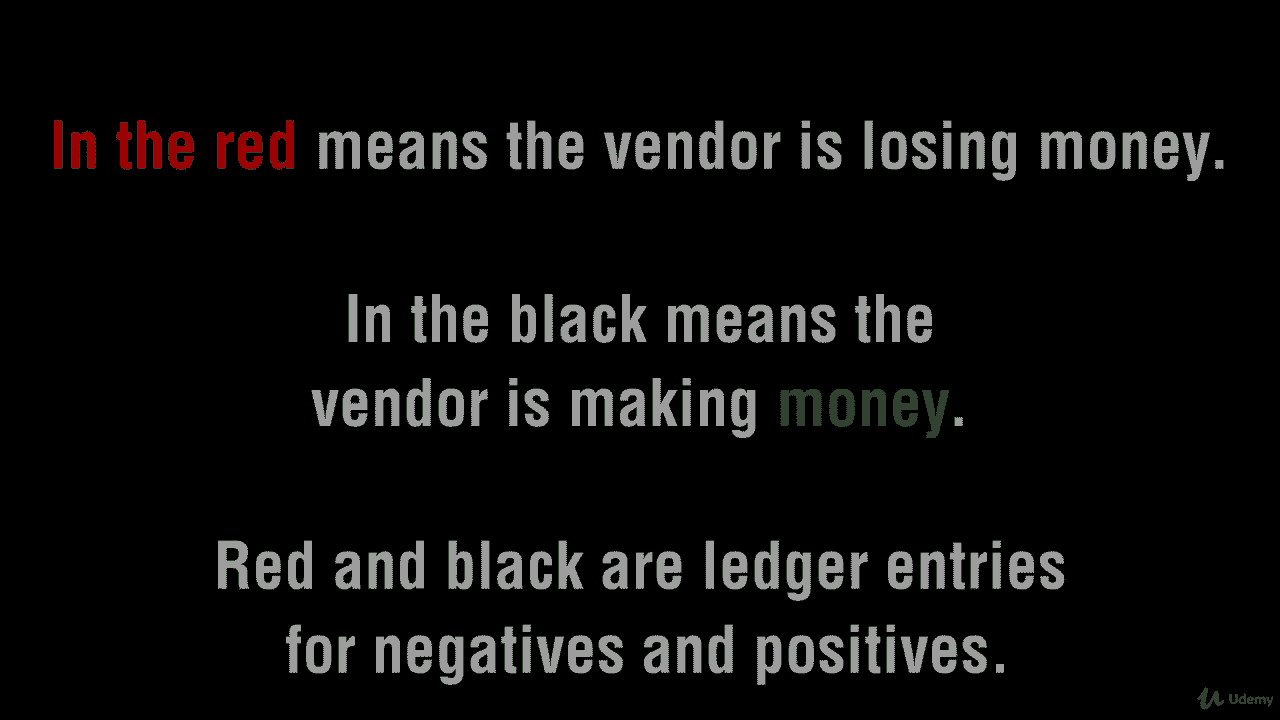 In the red means the vendor is losing money.
In the black means the
vendor is making money.
Red and black are ledger entries
for negatives and positives.
Udemy